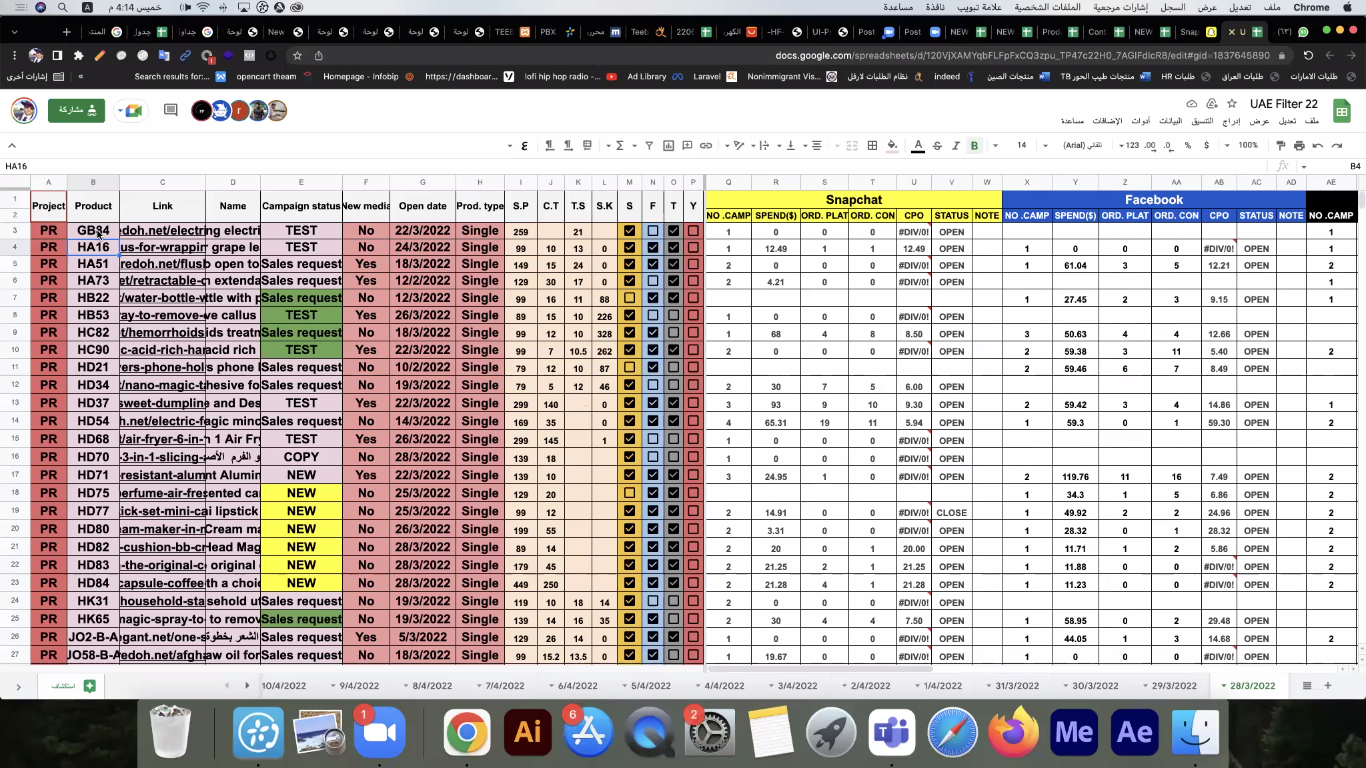 Chrome ملف تعديل عرض السجل إشارات مرجعية الملفات الشخصية علامة تبويب نافذة مساعدة
خميس 4:14 م
docs.google.com/spreadsheets/d/120VjXAMYqbFLFpFxCQ3zpu_TP47c22H0_7AGIFdlcR8/edit#gid=1837645890
طلبات الامارات طلبات العراق طلبات HR منتجات حبوب الطيب TB منتجات الصين نظام الطلبات لارفل indeed Nonimmigrant Visi... Laravel Ad Library lofi hip hop radio -... https://dashboar... Homepage - Infobip opencart theam Search results for:... إشارات أخرى
UAE Filter 22
ملف تعديل عرض إدراج التنسيق البيانات أدوات الإضافات مساعدة
مشاركة
100% $ % .0 .00 123 تلقائي (Arial) 14
HA16 B4
A B C D E F G H I J K L M N O P Q R S T U V W X Y Z AA AB AC AD AE
Project Product Link Name Campaign status New media Open date Prod. type S.P C.T T.S S.K S F T Y Snapchat Facebook
NO .CAMP SPEND($) ORD. PLAT ORD. CON CPO STATUS NOTE NO .CAMP SPEND($) ORD. PLAT ORD. CON CPO STATUS NOTE NO .CAMP
3 PR GB84 edoh.net/electri ng electri TEST No 22/3/2022 Single 259 21 1 0 0 0 #DIV/0! OPEN 1
4 PR HA16 us-for-wrappin grape le TEST No 24/3/2022 Single 1 12.49 1 1 12.49 OPEN 1 0 0 0 #DIV/0! OPEN 1
5 PR HA51 redoh.net/flusl open to Sales request Yes 18/3/2022 Single 149 15 24 0 2 0 0 0 #DIV/0! OPEN 1 61.04 3 5 12.21 OPEN 2
6 PR HA73 et/retractable-c extenda Sales request Yes 12/2/2022 Single 129 30 17 0 2 4.21 0 0 #DIV/0! OPEN 1
7 PR HB22 /water-bottle-w ttle with p Sales request No 12/3/2022 Single 99 16 11 88 1 27.45 2 3 9.15 OPEN 2
8 PR HB53 ay-to-remove- ve callus TEST Yes 26/3/2022 Single 89 15 10 226 1 0 0 0 #DIV/0! OPEN
9 PR HC82 t/hemorrhoids ids treatn Sales request No 18/3/2022 Single 99 10 12 328 1 68 4 8 8.50 OPEN 3 50.63 4 4 12.66 OPEN
10 PR HC90 c-acid-rich-har acid rich TEST Yes 22/3/2022 Single 99 7 10.5 262 2 0 0 0 #DIV/0! OPEN 2 59.38 3 11 5.40 OPEN 2
11 PR HD21 ers-phone-hol s phone Sales request No 10/2/2022 Single 79 12 10 87 2 59.46 6 7 8.49 OPEN
12 PR HD34 /nano-magic-t hesive fo Sales request No 19/3/2022 Single 79 5 12 46 2 30 7 5 6.00 OPEN
13 PR HD37 sweet-dumplin e and Des TEST Yes 22/3/2022 Single 299 140 0 3 93 9 10 9.30 OPEN 2 59.42 3 4 14.86 OPEN 1
14 PR HD54 h.net/electric-f agic minc Sales request No 14/3/2022 Single 169 35 0 0 4 65.31 19 11 5.94 OPEN 1 59.3 0 1 59.30 OPEN 2
15 PR HD68 /air-fryer-6-in- 1 Air Fry TEST Yes 26/3/2022 Single 299 145 1 1 0 0 0 #DIV/0! OPEN
16 PR HD70 -3-in-1-slicing- و الفرم الأص COPY No 28/3/2022 Single 139 18 1 0 0 0 #DIV/0! OPEN
17 PR HD71 resistant-alum nt Alumin NEW Yes 22/3/2022 Single 139 10 3 24.95 1 0 #DIV/0! OPEN 2 119.76 11 16 7.49 OPEN 2
18 PR HD75 perfume-air-fre sented ca NEW No 25/3/2022 Single 129 20 1 34.3 1 5 6.86 OPEN 2
19 PR HD77 ick-set-mini-ca i lipstick NEW No 25/3/2022 Single 99 12 2 14.91 0 0 #DIV/0! CLOSE 1 49.92 2 2 24.96 OPEN 2
20 PR HD80 eam-maker-in- Cream ma NEW No 26/3/2022 Single 199 55 2 3.31 0 0 #DIV/0! OPEN 1 28.32 0 1 28.32 OPEN 2
21 PR HD82 -cushion-bb-cr Head Mag NEW No 28/3/2022 Single 89 14 2 20 0 1 20.00 OPEN 1 11.71 1 2 5.86 OPEN 2
22 PR HD83 -the-original-c original NEW No 28/3/2022 Single 179 45 2 21.25 2 0 #DIV/0! OPEN 1 11.88 0 0 #DIV/0! OPEN 2
23 PR HD84 capsule-coffee th a choi NEW No 28/3/2022 Single 449 250 2 21.28 4 1 21.28 OPEN 1 11.23 0 0 #DIV/0! OPEN 2
24 PR HK31 household-sta sehold ut Sales request No 19/3/2022 Single 119 10 18 14 2 0 0 0 #DIV/0! OPEN
25 PR HK65 magic-spray-to to remov Sales request No 19/3/2022 Single 139 14 16 35 2 30 4 4 7.50 OPEN 1 58.95 0 2 29.48 OPEN
26 PR JO2-B-A gant.net/one-s الشعر بخطوة Sales request Yes 5/3/2022 Single 129 26 14 0 1 0 0 0 #DIV/0! OPEN 1 44.05 1 3 14.68 OPEN 2
27 PR JO58-B-A edoh.net/afgha aw oil for Sales request No 18/3/2022 Single 99 15.2 13.5 0 1 19.67 0 0 #DIV/0! OPEN 1 0 0 0 #DIV/0! OPEN
استكشاف 10/4/2022 9/4/2022 8/4/2022 7/4/2022 6/4/2022 5/4/2022 4/4/2022 3/4/2022 2/4/2022 1/4/2022 31/3/2022 30/3/2022 29/3/2022 28/3/2022
1 Ai 6 2 Me Ae